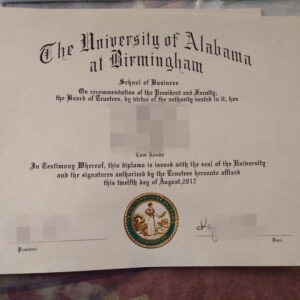 The University of Alabama
at Birmingham
School of Business
On recommendation of the President and Faculty,
the Board of Trustees, by virtue of the authority vested in it, has
Cum Laude
In Testimony Whereof, this diploma is issued with the seal of the University
and the signatures authorized by the Trustees hereunto affixed
this twelfth day of August,2017
President
Dean